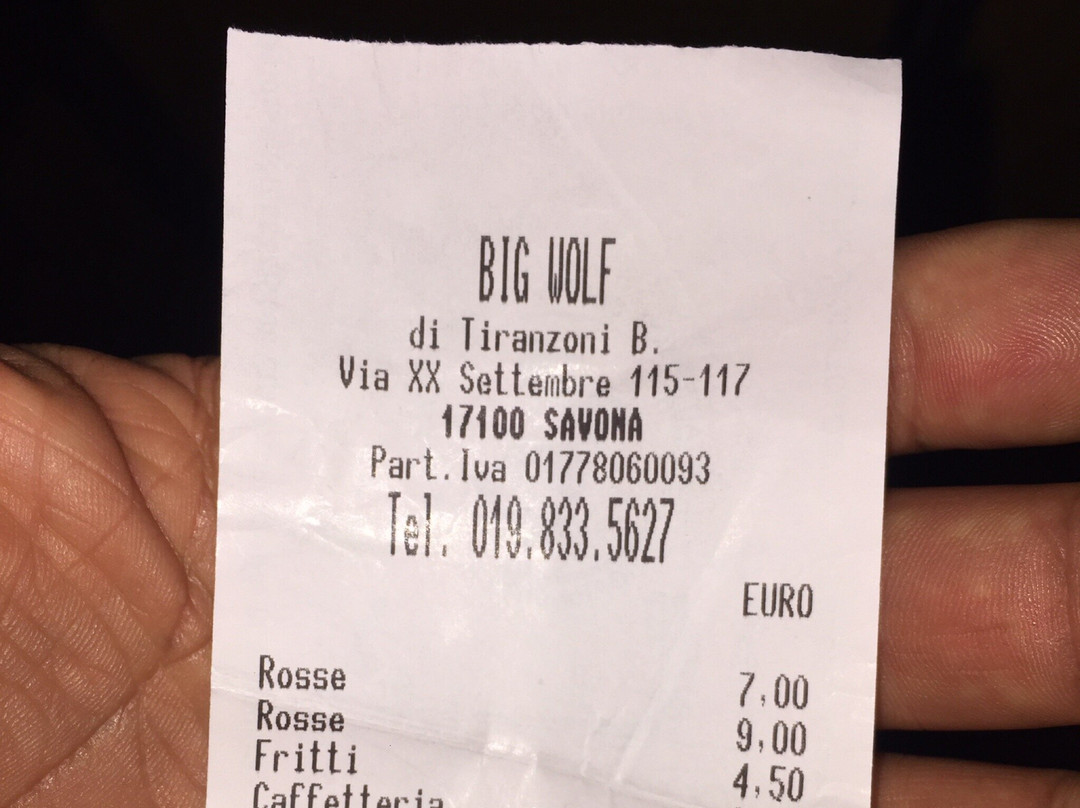 BIG WOLF
di Tiranzoni B.
Via XX Settembre 115-117
17100 SAVONA
Part.Iva 01778060093
Tel. 019.833.5627
EURO
Rosse 7,00
Rosse 9,00
Fritti 4,50
Caffetteria